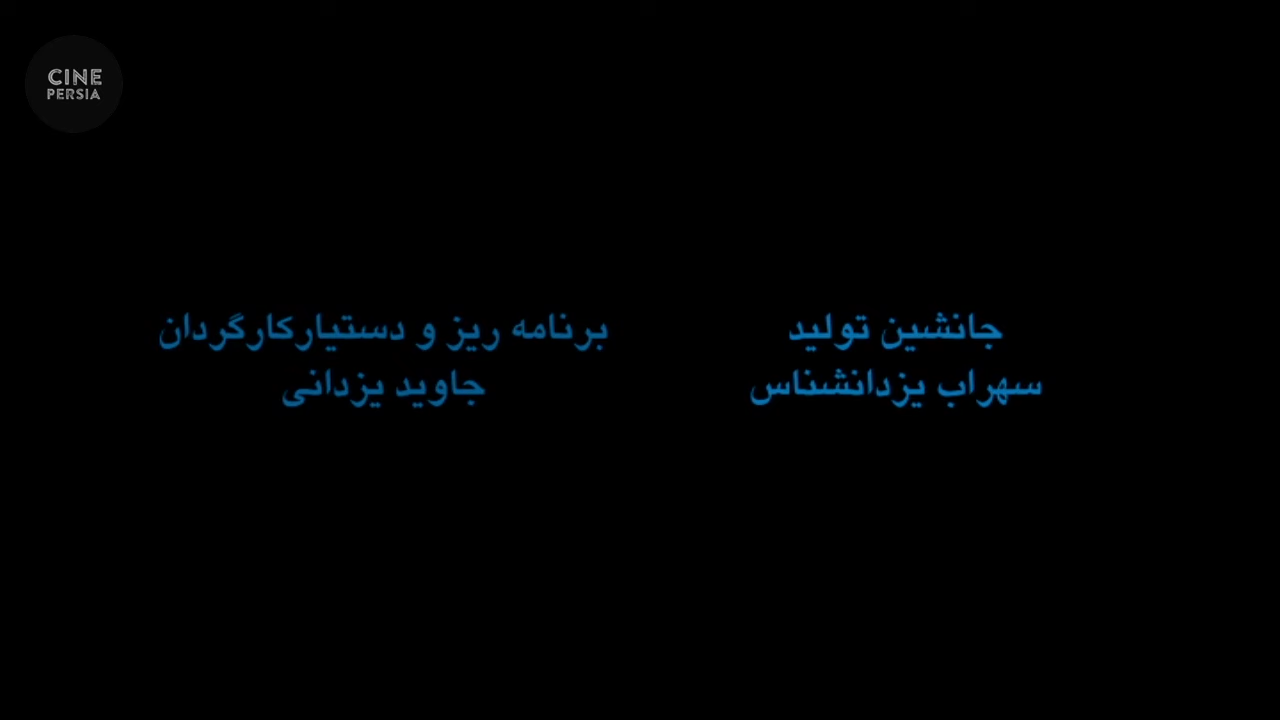 CINE
PERSIA
جانشین تولید
سهراب یزدانشناس
برنامه ریز و دستیارکارگردان
جاوید یزدانی